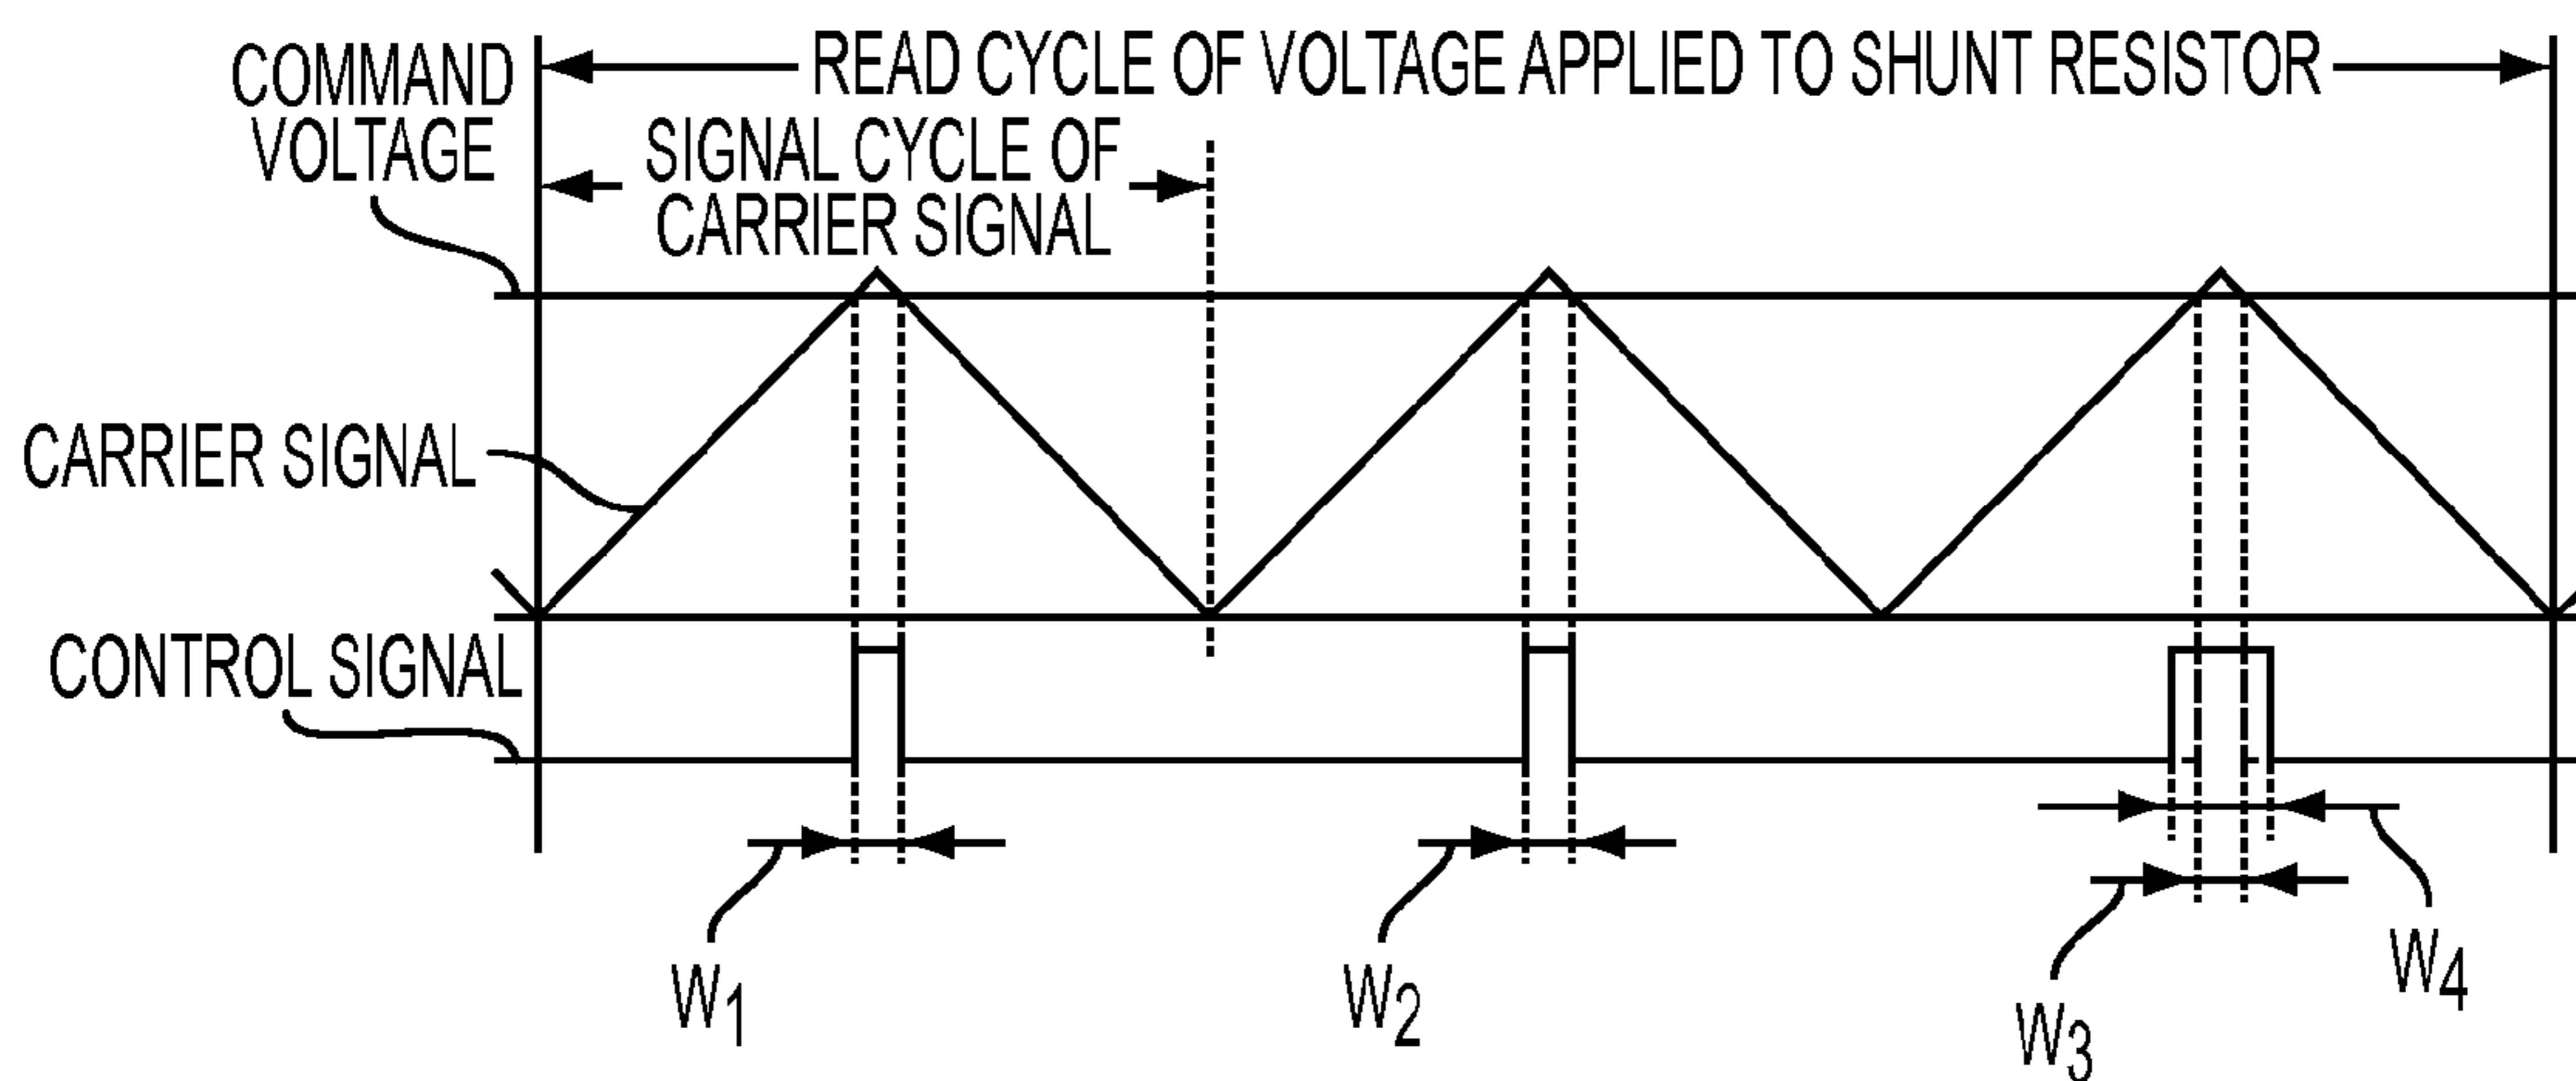 READ CYCLE OF VOLTAGE APPLIED TO SHUNT RESISTOR
COMMAND
VOLTAGE
SIGNAL CYCLE OF
CARRIER SIGNAL
CARRIER SIGNAL
CONTROL SIGNAL
W1
W2
W3
W4